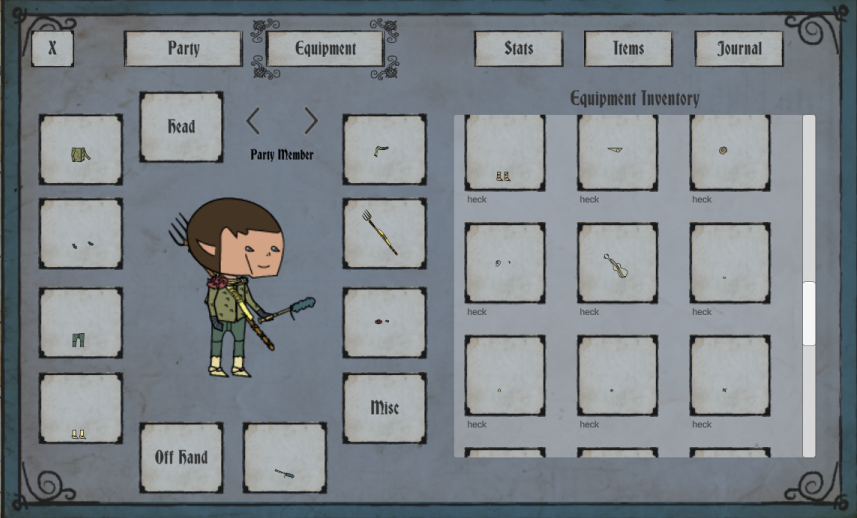 X
Party
Equipment
Stats
Items
Journal
Head
Party Member
Equipment Inventory
heck
heck
heck
heck
heck
heck
heck
heck
heck
Misc
Off Hand